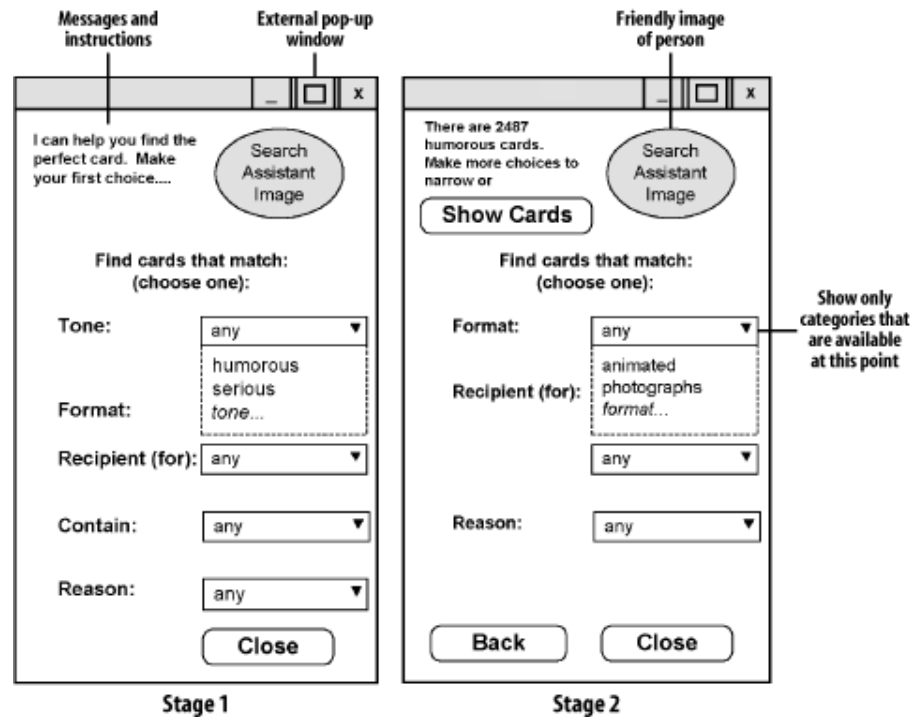 Messages and
instructions
External pop-up
window
Friendly image
of person
_
x
I can help you find the
perfect card. Make
your first choice....
Search
Assistant
Image
Find cards that match:
(choose one):
Tone:
any
humorous
serious
tone...
Format:
Recipient (for):
any
Contain:
any
Reason:
any
Close
Stage 1
_
x
There are 2487
humorous cards.
Make more choices to
narrow or
Show Cards
Search
Assistant
Image
Find cards that match:
(choose one):
Format:
any
animated
photographs
format...
Recipient (for):
any
Reason:
any
Back
Close
Show only
categories that
are available
at this point
Stage 2